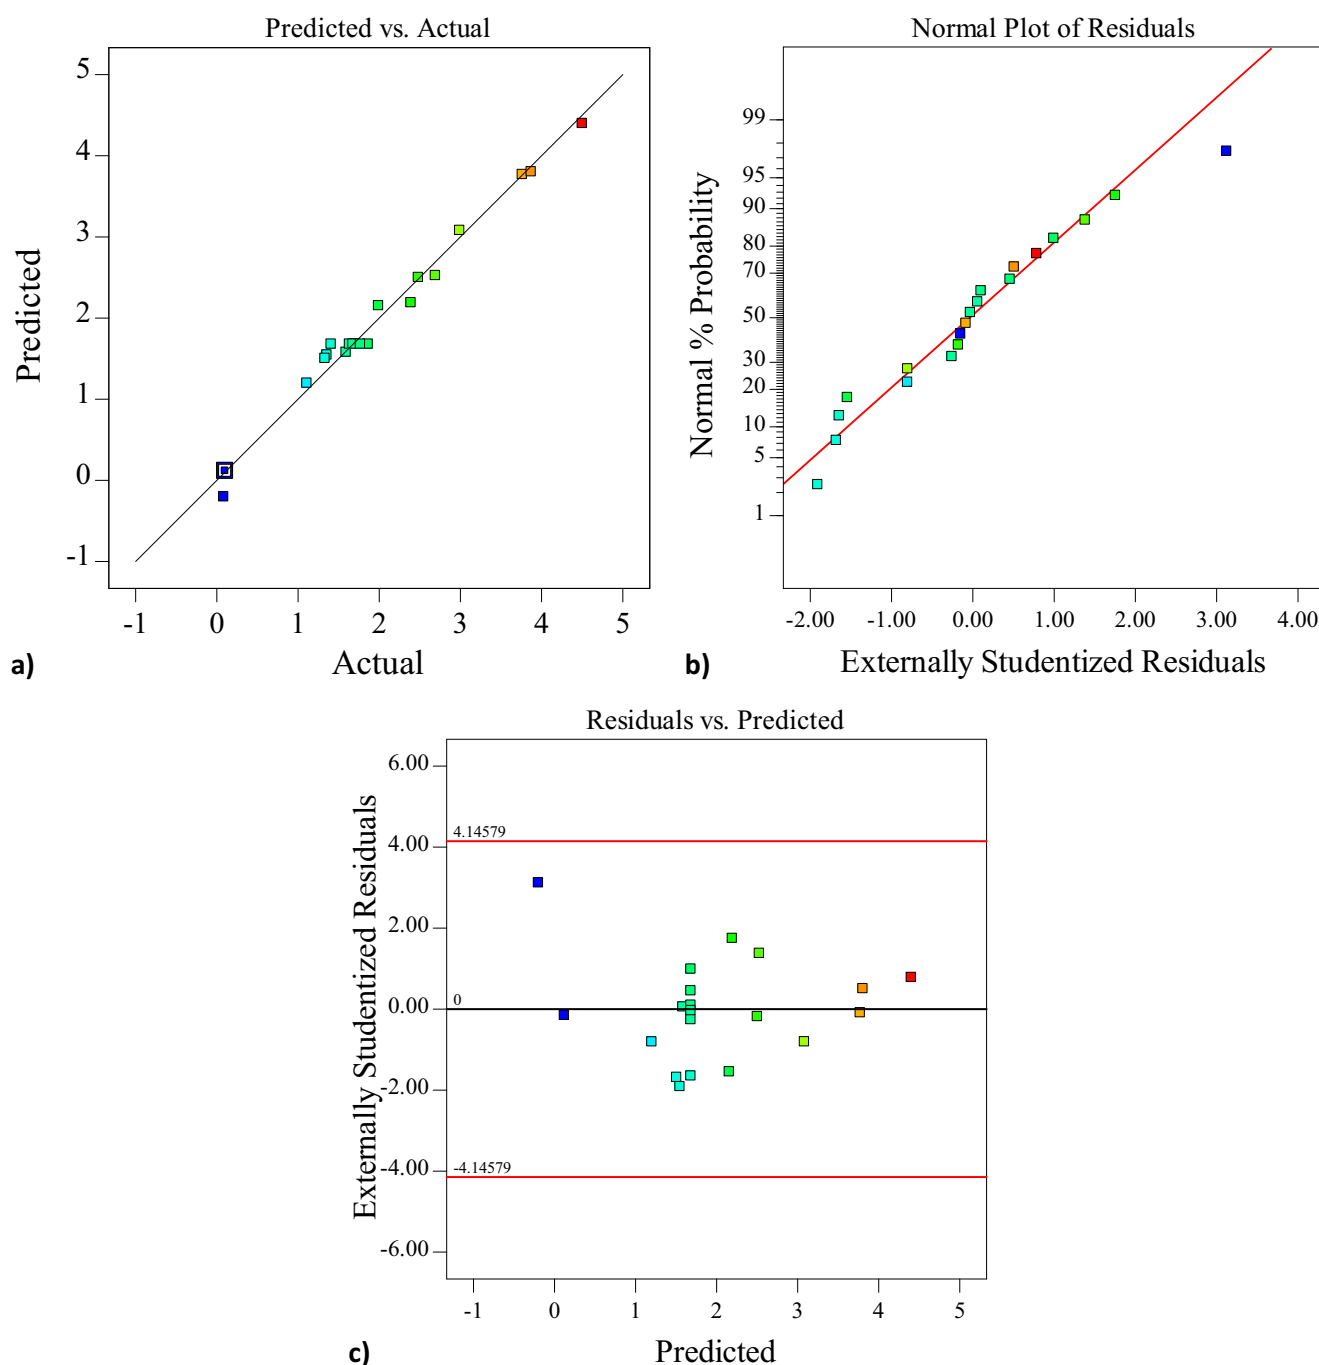 Predicted vs. Actual
Predicted
5
4
3
2
1
0
-1
-1 0 1 2 3 4 5
Actual
a)
Normal Plot of Residuals
Normal % Probability
99
95
90
80
70
50
30
20
10
5
1
-2.00 -1.00 0.00 1.00 2.00 3.00 4.00
Externally Studentized Residuals
b)
Residuals vs. Predicted
Externally Studentized Residuals
6.00
4.00
2.00
0.00
-2.00
-4.00
-6.00
4.14579
0
-4.14579
-1 0 1 2 3 4 5
Predicted
c)